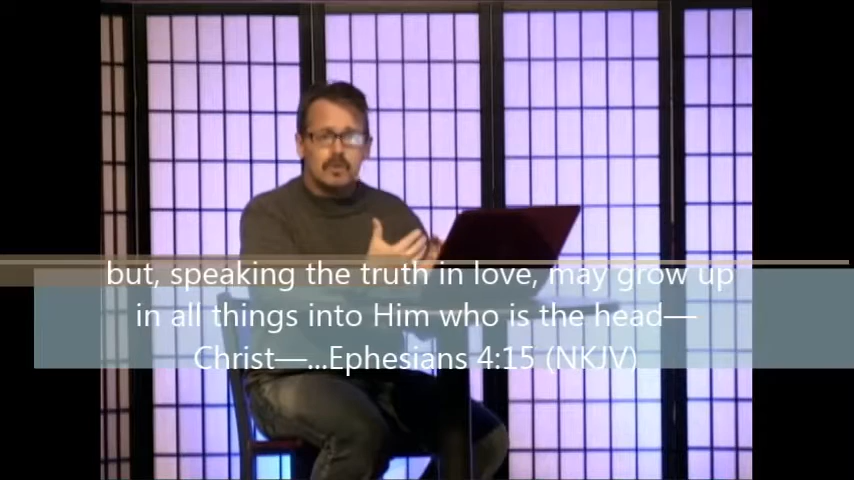 but, speaking the truth in love, may grow up
in all things into Him who is the head—
Christ—...Ephesians 4:15 (NKJV)